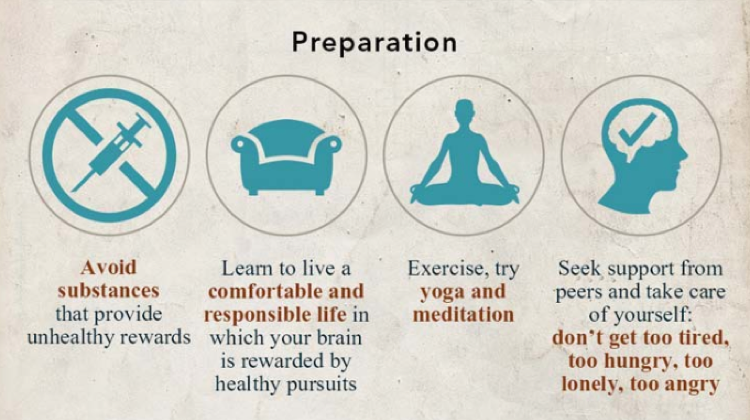 Preparation
Avoid
substances
that provide
unhealthy rewards
Learn to live a
comfortable and
responsible life in
which your brain
is rewarded by
healthy pursuits
Exercise, try
yoga and
meditation
Seek support from
peers and take care
of yourself:
don't get too tired,
too hungry, too
lonely, too angry